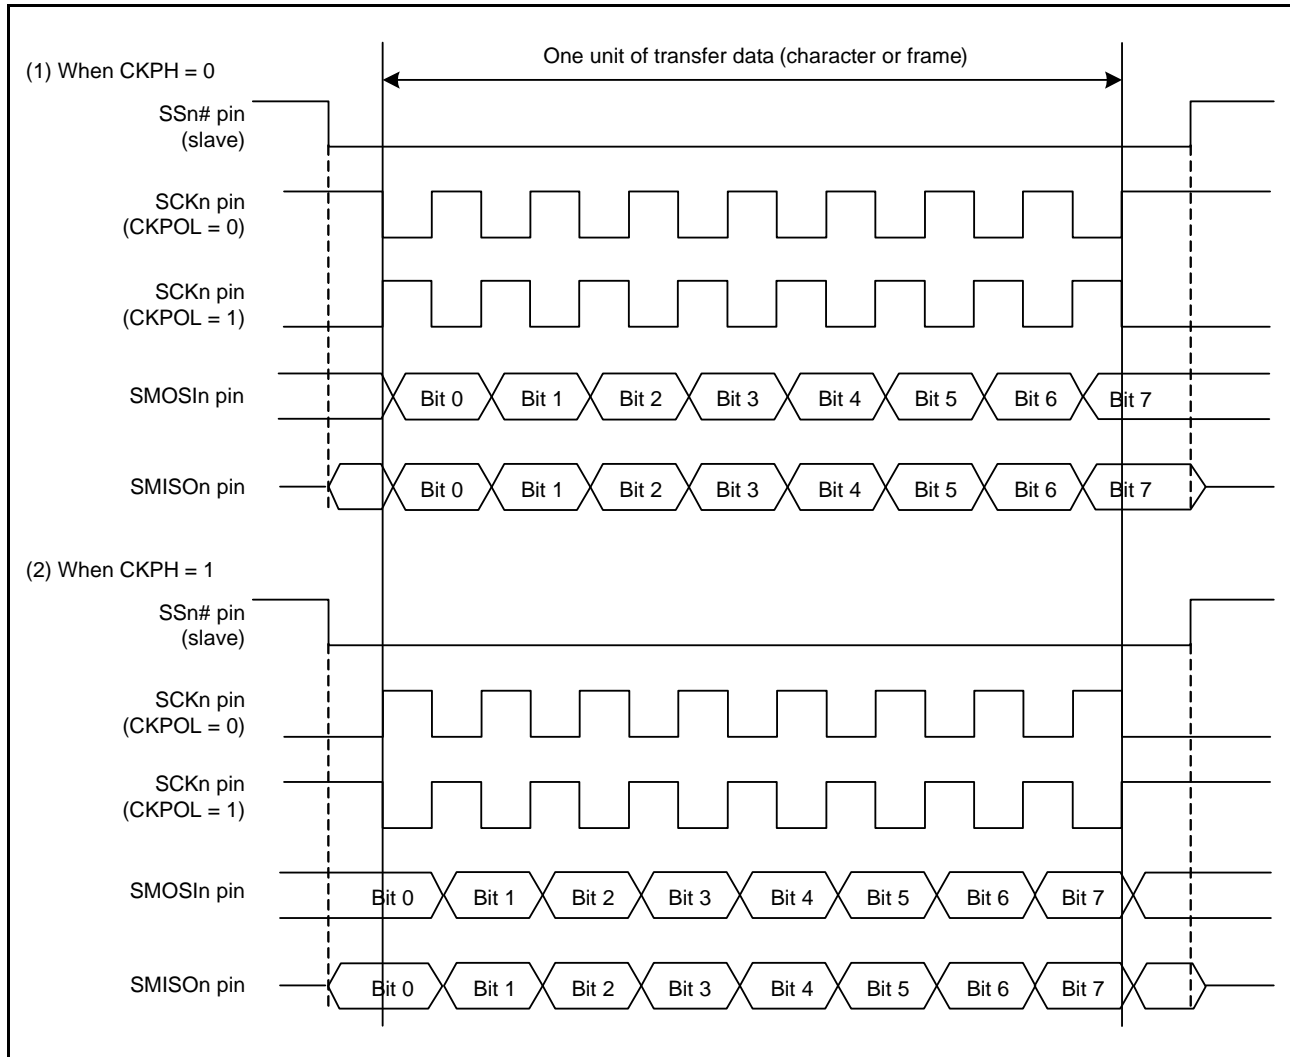 One unit of transfer data (character or frame)
(1) When CKPH = 0
SSn# pin
(slave)
SCKn pin
(CKPOL = 0)
SCKn pin
(CKPOL = 1)
SMOSIn pin
Bit 0 Bit 1 Bit 2 Bit 3 Bit 4 Bit 5 Bit 6 Bit 7
SMISOn pin
Bit 0 Bit 1 Bit 2 Bit 3 Bit 4 Bit 5 Bit 6 Bit 7
(2) When CKPH = 1
SSn# pin
(slave)
SCKn pin
(CKPOL = 0)
SCKn pin
(CKPOL = 1)
SMOSIn pin
Bit 0 Bit 1 Bit 2 Bit 3 Bit 4 Bit 5 Bit 6 Bit 7
SMISOn pin
Bit 0 Bit 1 Bit 2 Bit 3 Bit 4 Bit 5 Bit 6 Bit 7